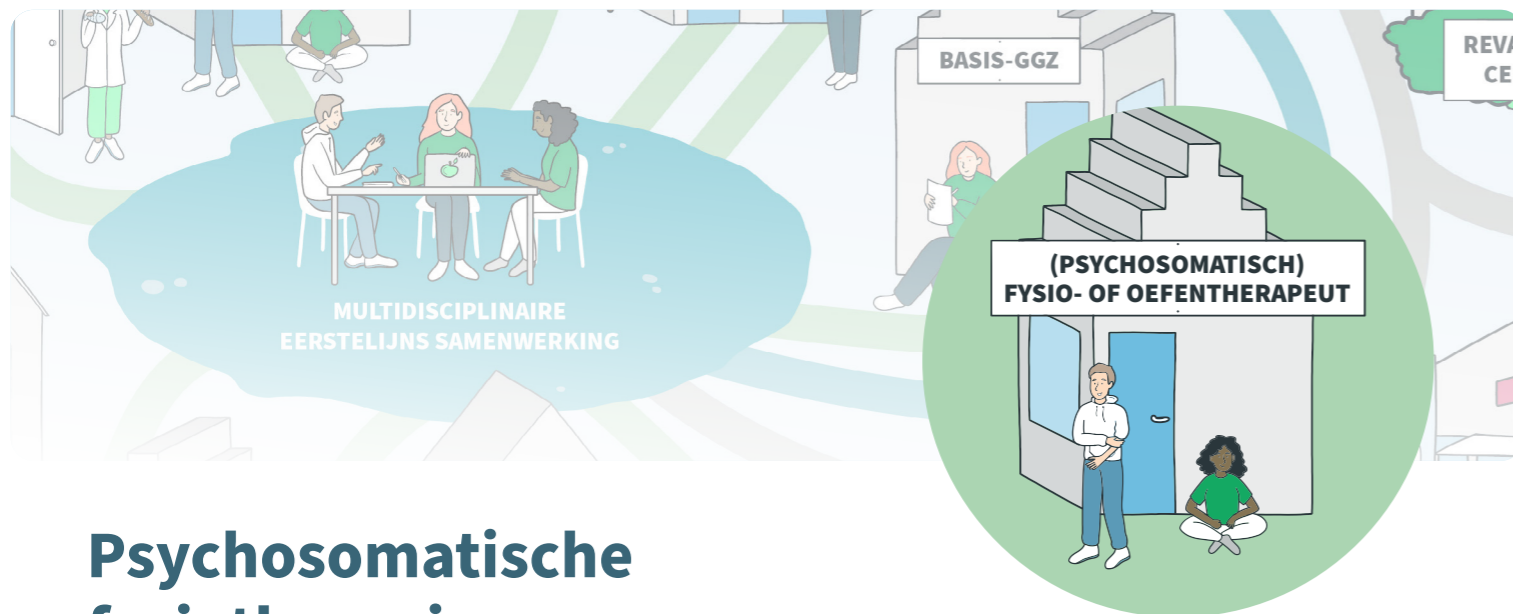 BASIS-GGZ
(PSYCHOSOMATISCH)
FYSIO- OF OEFENTHERAPEUT
MULTIDISCIPLINAIRE
EERSTELIJNS SAMENWERKING
Psychosomatische